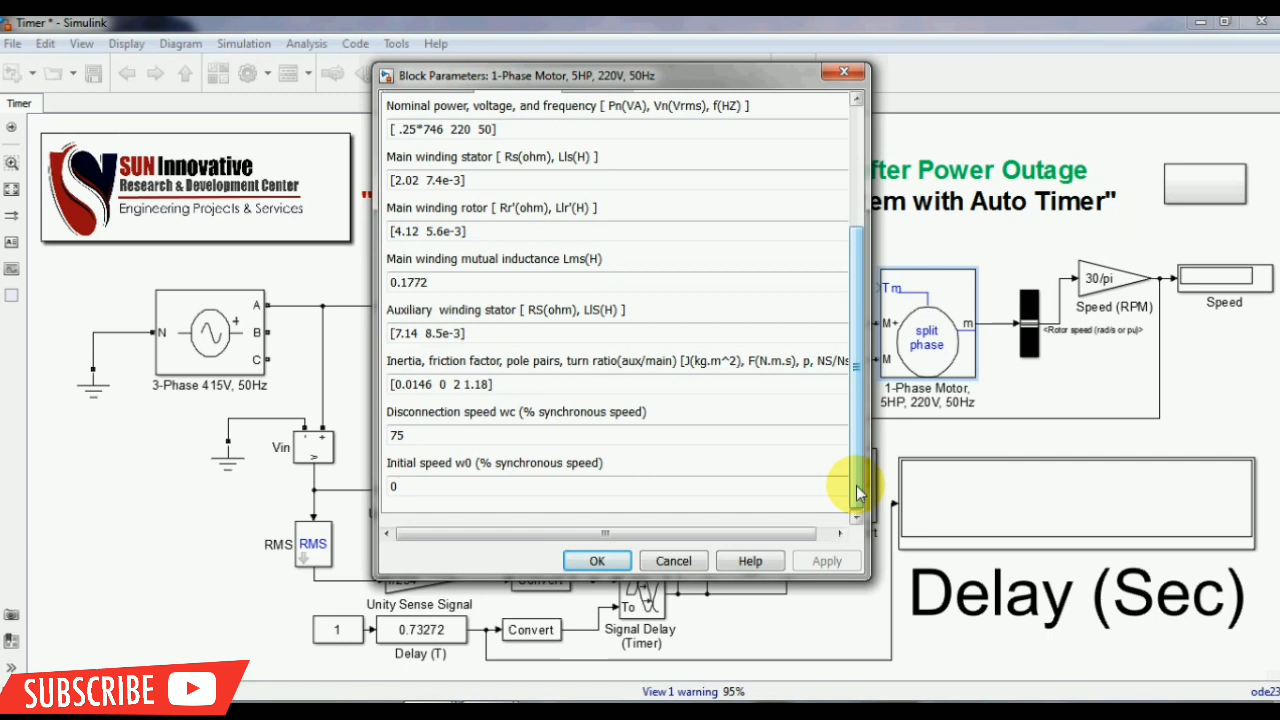 Timer * - Simulink
File Edit View Display Diagram Simulation Analysis Code Tools Help
Timer
SUN Innovative
Research & Development Center
Engineering Projects & Services
"
fter Power Outage
em with Auto Timer"
Block Parameters: 1-Phase Motor, 5HP, 220V, 50Hz
Nominal power, voltage, and frequency [ Pn(VA), Vn(Vrms), f(HZ) ]
[ .25*746 220 50]
Main winding stator [ Rs(ohm), Lls(H) ]
[2.02 7.4e-3]
Main winding rotor [ Rr'(ohm), Llr'(H) ]
[4.12 5.6e-3]
Main winding mutual inductance Lms(H)
0.1772
Auxiliary winding stator [ RS(ohm), LlS(H) ]
[7.14 8.5e-3]
Inertia, friction factor, pole pairs, turn ratio(aux/main) [J(kg.m^2), F(N.m.s), p, NS/Ns
[0.0146 0 2 1.18]
Disconnection speed wc (% synchronous speed)
75
Initial speed w0 (% synchronous speed)
0
OK Cancel Help Apply
N
A
B
C
3-Phase 415V, 50Hz
Vin
RMS RMS
Tm
M+
M
m
split
phase
1-Phase Motor,
5HP, 220V, 50Hz
30/pi
Speed (RPM)
<Rotor speed (rad/s or pu)>
Speed
Unity Sense Signal
1
0.73272
Delay (T)
Convert
To
Signal Delay
(Timer)
Delay (Sec)
SUBSCRIBE
View 1 warning 95%
ode23